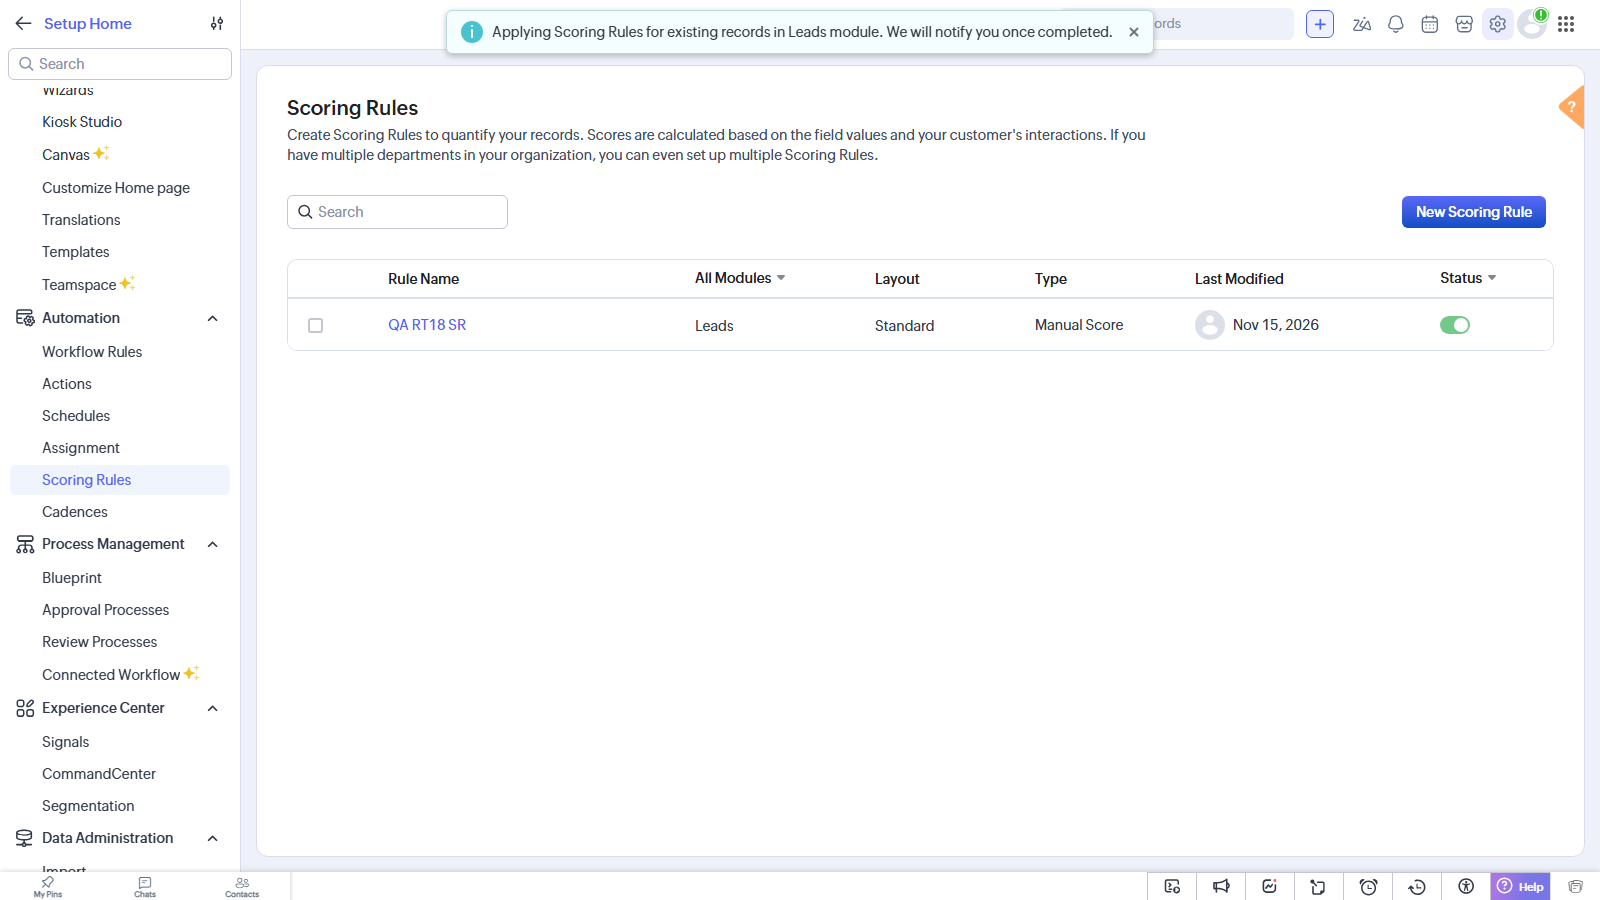 Setup Home
Search
Wizards
Kiosk Studio
Canvas
Customize Home page
Translations
Templates
Teamspace
Automation
Workflow Rules
Actions
Schedules
Assignment
Scoring Rules
Cadences
Process Management
Blueprint
Approval Processes
Review Processes
Connected Workflow
Experience Center
Signals
CommandCenter
Segmentation
Data Administration
Import
My Pins
Chats
Contacts
Applying Scoring Rules for existing records in Leads module. We will notify you once completed.
ords
Scoring Rules
Create Scoring Rules to quantify your records. Scores are calculated based on the field values and your customer's interactions. If you
have multiple departments in your organization, you can even set up multiple Scoring Rules.
?
Search
New Scoring Rule
Rule Name All Modules Layout Type Last Modified Status
QA RT18 SR Leads Standard Manual Score Nov 15, 2026
Help